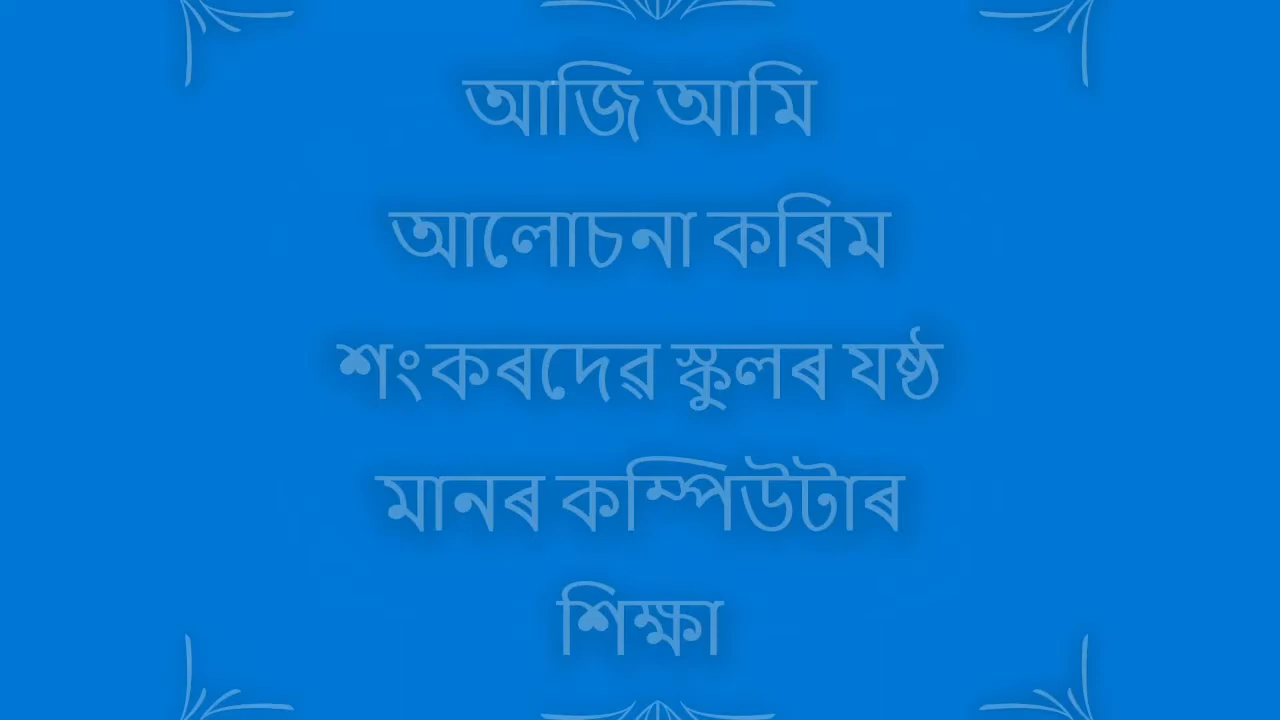 আজি আমি
আলোচনা কৰিম
শংকৰদেৱ স্কুলৰ যষ্ঠ
মানৰ কম্পিউটাৰ
শিক্ষা